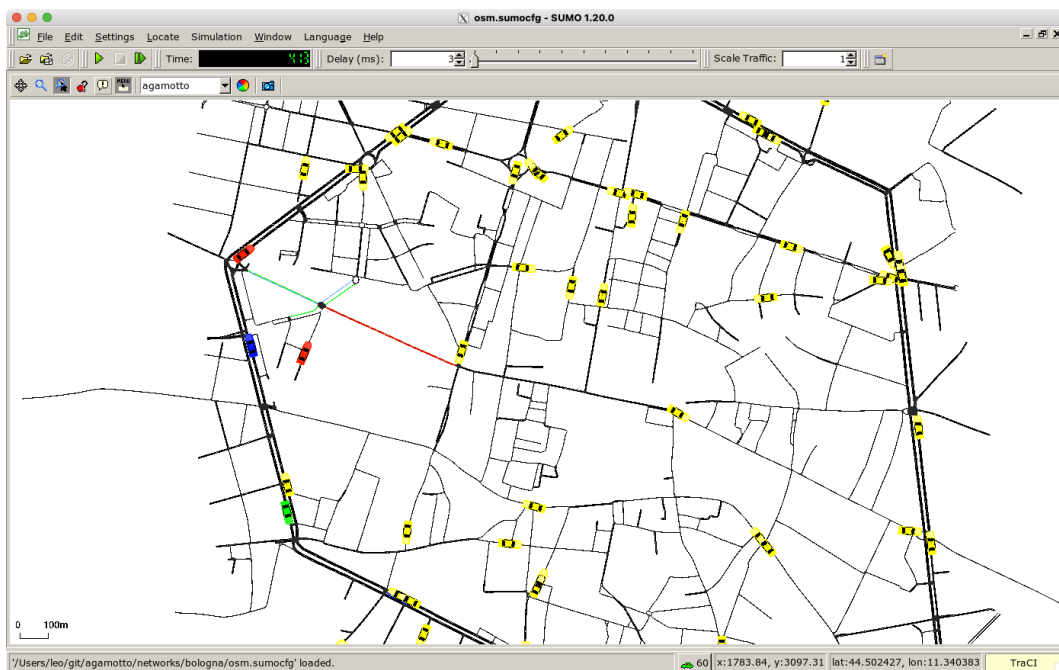 osm.sumocfg - SUMO 1.20.0
File Edit Settings Locate Simulation Window Language Help
Time: 413 Delay (ms): 3 Scale Traffic: 1
agamotto
0 100m
'/Users/leo/git/agamotto/networks/bologna/osm.sumocfg' loaded. 60 x:1783.84, y:3097.31 lat:44.502427, lon:11.340383 TraCI